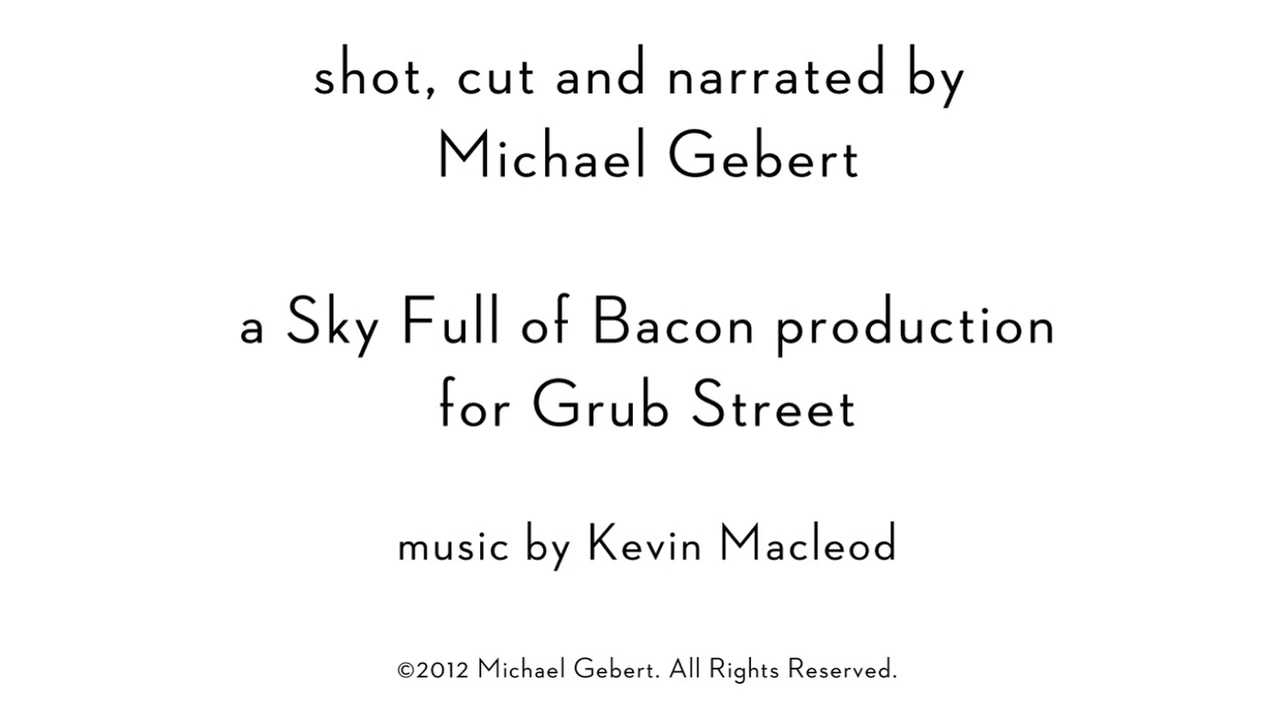 shot, cut and narrated by
Michael Gebert
a Sky Full of Bacon production
for Grub Street
music by Kevin Macleod
©2012 Michael Gebert. All Rights Reserved.